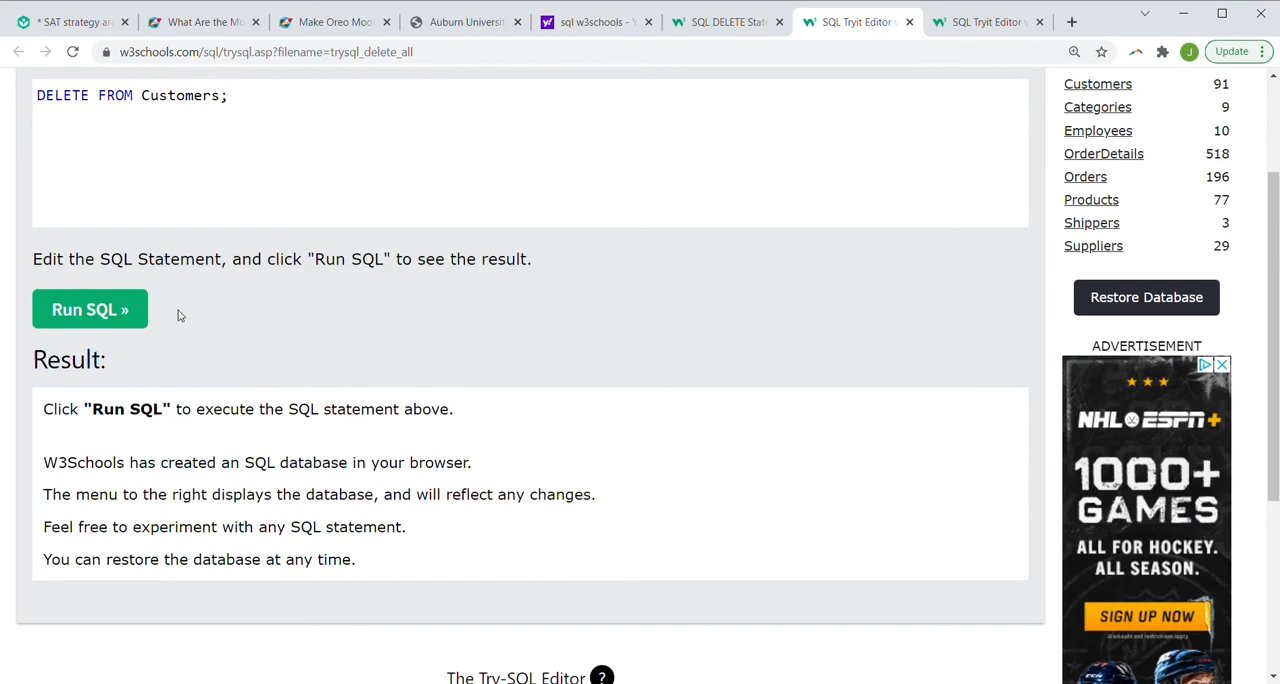 * SAT strategy ar
What Are the Mo
Make Oreo Moc
Auburn Universit
sql w3schools - Y
SQL DELETE State
SQL Tryit Editor v
SQL Tryit Editor v
w3schools.com/sql/trysql.asp?filename=trysql_delete_all
J
Update
DELETE FROM Customers;
Edit the SQL Statement, and click "Run SQL" to see the result.
Run SQL »
Result:
Click "Run SQL" to execute the SQL statement above.
W3Schools has created an SQL database in your browser.
The menu to the right displays the database, and will reflect any changes.
Feel free to experiment with any SQL statement.
You can restore the database at any time.
The Try-SQL Editor ?
Customers 91
Categories 9
Employees 10
OrderDetails 518
Orders 196
Products 77
Shippers 3
Suppliers 29
Restore Database
ADVERTISEMENT
NHL ESPN+
1000+
GAMES
ALL FOR HOCKEY.
ALL SEASON.
SIGN UP NOW